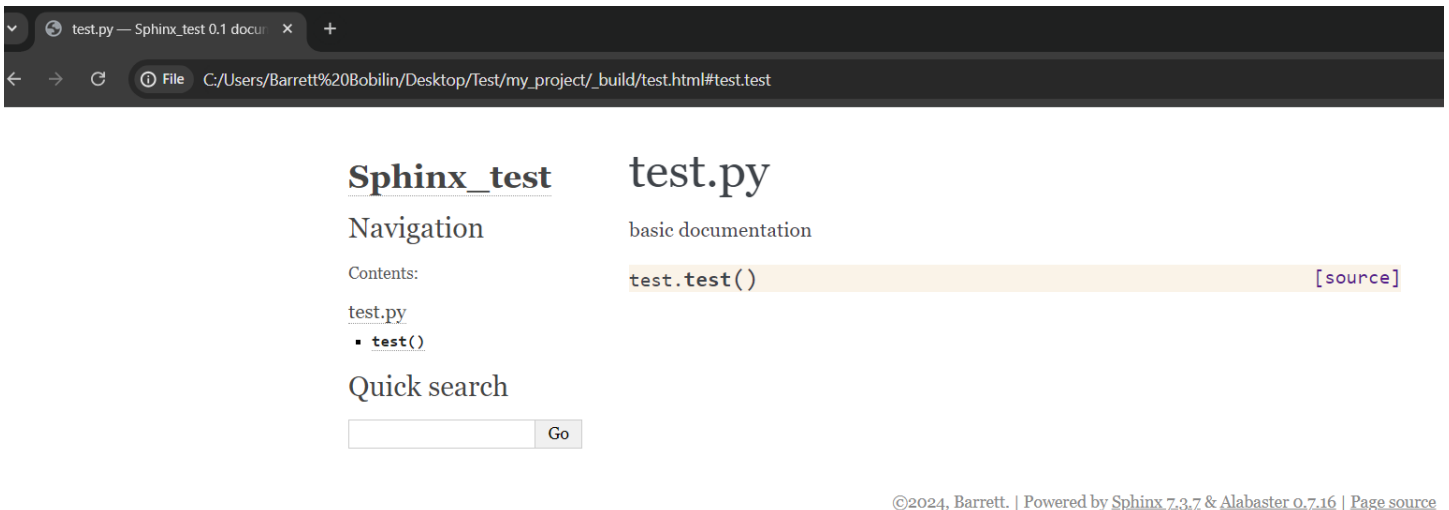 test.py — Sphinx_test 0.1 docun
File C:/Users/Barrett%20Bobilin/Desktop/Test/my_project/_build/test.html#test.test
Sphinx_test
Navigation
Contents:
test.py
test()
Quick search
Go
test.py
basic documentation
test.test() [source]
©2024, Barrett. | Powered by Sphinx 7.3.7 & Alabaster 0.7.16 | Page source